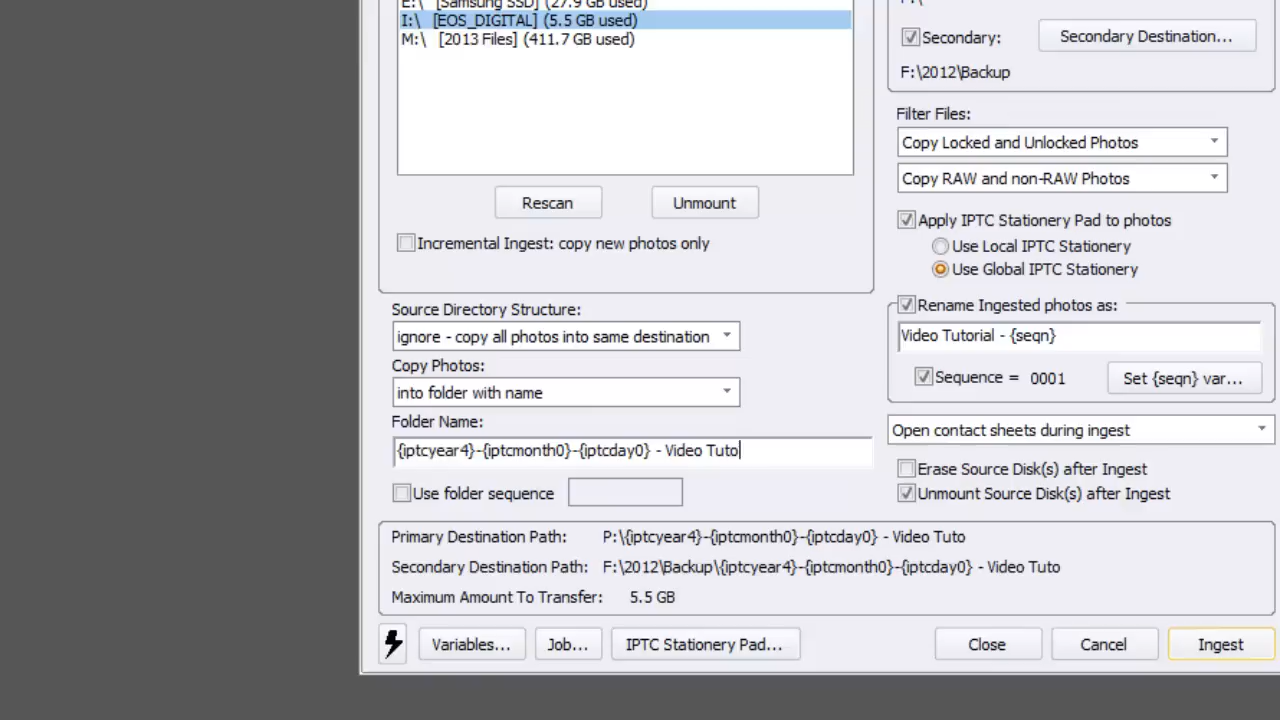 E:\ [Samsung SSD] (27.9 GB used)
I:\ [EOS_DIGITAL] (5.5 GB used)
M:\ [2013 Files] (411.7 GB used)
Rescan
Unmount
Incremental Ingest: copy new photos only
Source Directory Structure:
ignore - copy all photos into same destination
Copy Photos:
into folder with name
Folder Name:
{iptcyear4}-{iptcmonth0}-{iptcday0} - Video Tuto
Use folder sequence
Secondary:
Secondary Destination...
F:\2012\Backup
Filter Files:
Copy Locked and Unlocked Photos
Copy RAW and non-RAW Photos
Apply IPTC Stationery Pad to photos
Use Local IPTC Stationery
Use Global IPTC Stationery
Rename Ingested photos as:
Video Tutorial - {seqn}
Sequence = 0001
Set {seqn} var...
Open contact sheets during ingest
Erase Source Disk(s) after Ingest
Unmount Source Disk(s) after Ingest
Primary Destination Path: P:\{iptcyear4}-{iptcmonth0}-{iptcday0} - Video Tuto
Secondary Destination Path: F:\2012\Backup\{iptcyear4}-{iptcmonth0}-{iptcday0} - Video Tuto
Maximum Amount To Transfer: 5.5 GB
Variables...
Job...
IPTC Stationery Pad...
Close
Cancel
Ingest